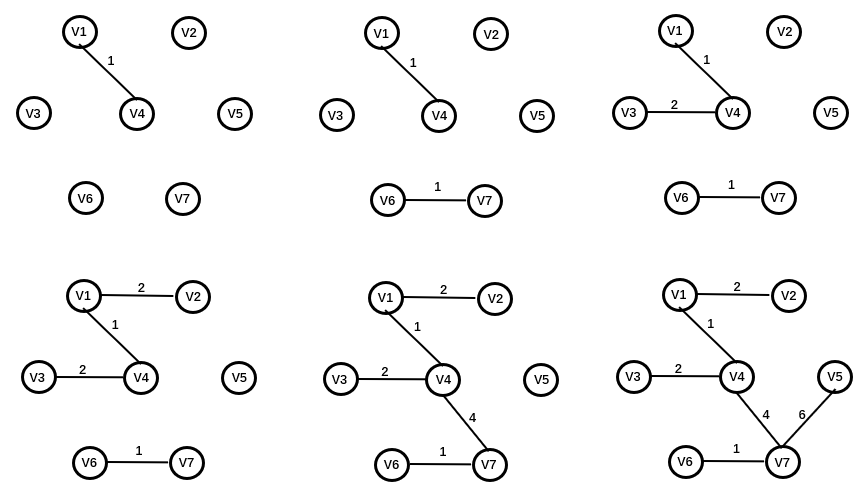 V1 V2 V1 V2 V1 V2
1 1 1
V3 V4 V5 V3 V4 V5 V3 2 V4 V5
V6 V7 V6 1 V7 V6 1 V7
V1 2 V2 V1 2 V2 V1 2 V2
1 1 1
V3 2 V4 V5 V3 2 V4 V5 V3 2 V4 V5
4 4 6
V6 1 V7 V6 1 V7 V6 1 V7